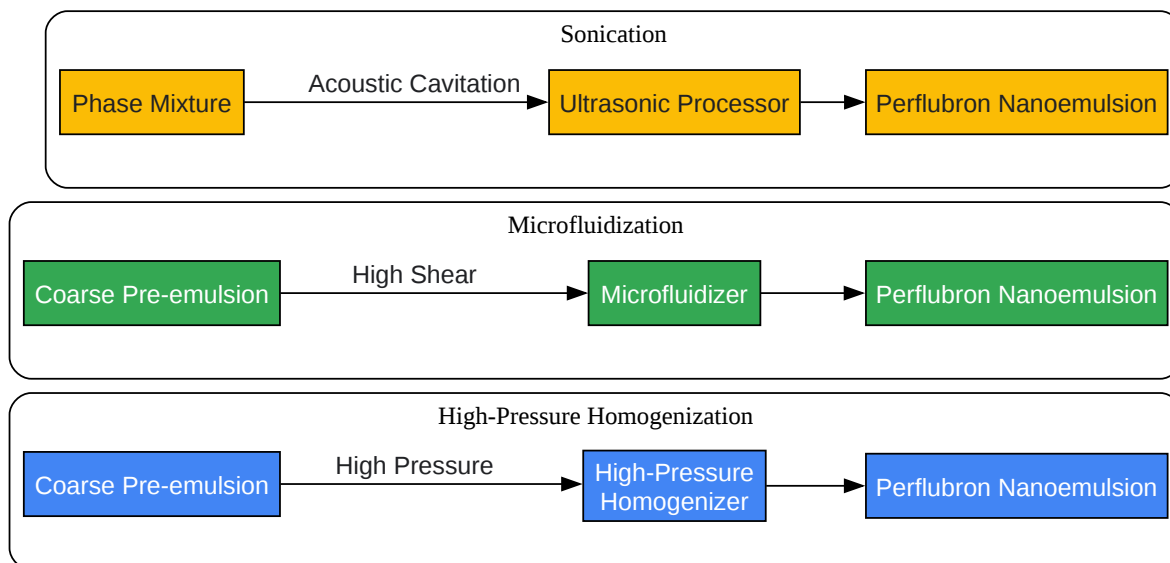 Sonication
Phase Mixture
Acoustic Cavitation
Ultrasonic Processor
Perflubron Nanoemulsion
Microfluidization
Coarse Pre-emulsion
High Shear
Microfluidizer
Perflubron Nanoemulsion
High-Pressure Homogenization
Coarse Pre-emulsion
High Pressure
High-Pressure
Homogenizer
Perflubron Nanoemulsion